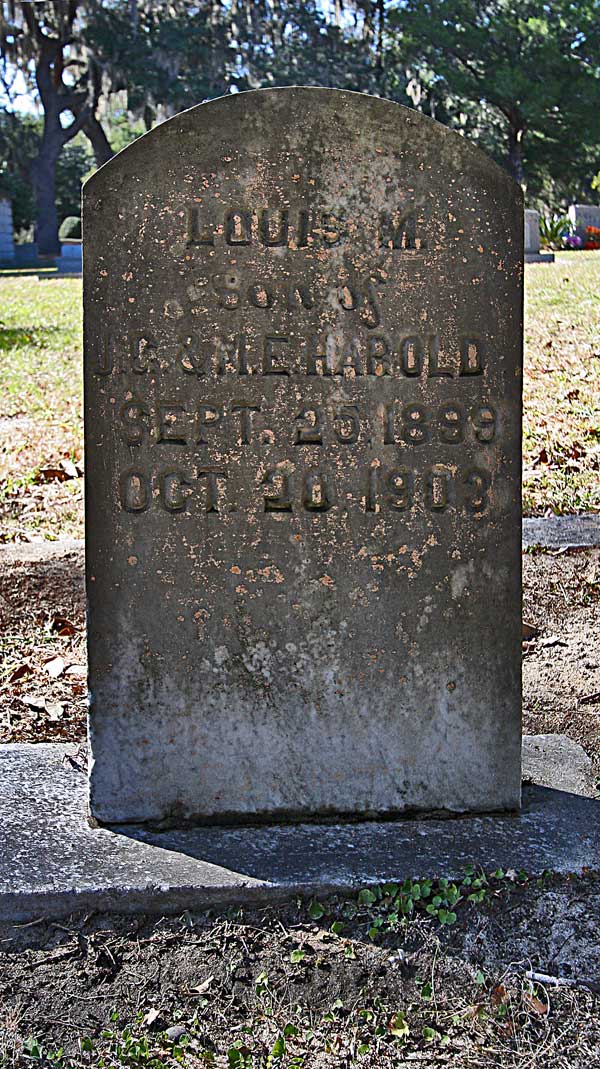 LOUIS M.
Son of
J.G. & M.E. HAROLD
SEPT. 25, 1899
OCT. 20, 1903